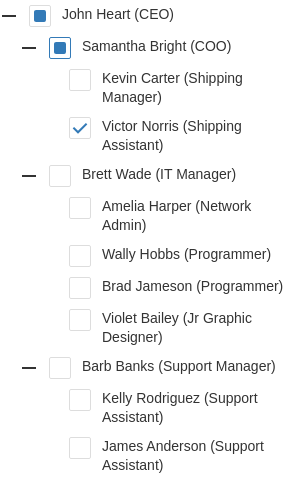 John Heart (CEO)
Samantha Bright (COO)
Kevin Carter (Shipping
Manager)
Victor Norris (Shipping
Assistant)
Brett Wade (IT Manager)
Amelia Harper (Network
Admin)
Wally Hobbs (Programmer)
Brad Jameson (Programmer)
Violet Bailey (Jr Graphic
Designer)
Barb Banks (Support Manager)
Kelly Rodriguez (Support
Assistant)
James Anderson (Support
Assistant)